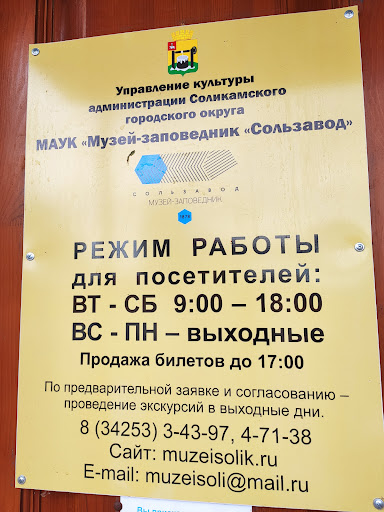 Управление культуры
администрации Соликамского
городского округа
МАУК «Музей-заповедник «Сользавод»
СОЛЬЗАВОД
МУЗЕЙ-ЗАПОВЕДНИК
РЕЖИМ РАБОТЫ
для посетителей:
ВТ - СБ 9:00 – 18:00
ВС - ПН – выходные
Продажа билетов до 17:00
По предварительной заявке и согласованию –
проведение экскурсий в выходные дни.
8 (34253) 3-43-97, 4-71-38
Сайт: muzeisolik.ru
E-mail: muzeisoli@mail.ru